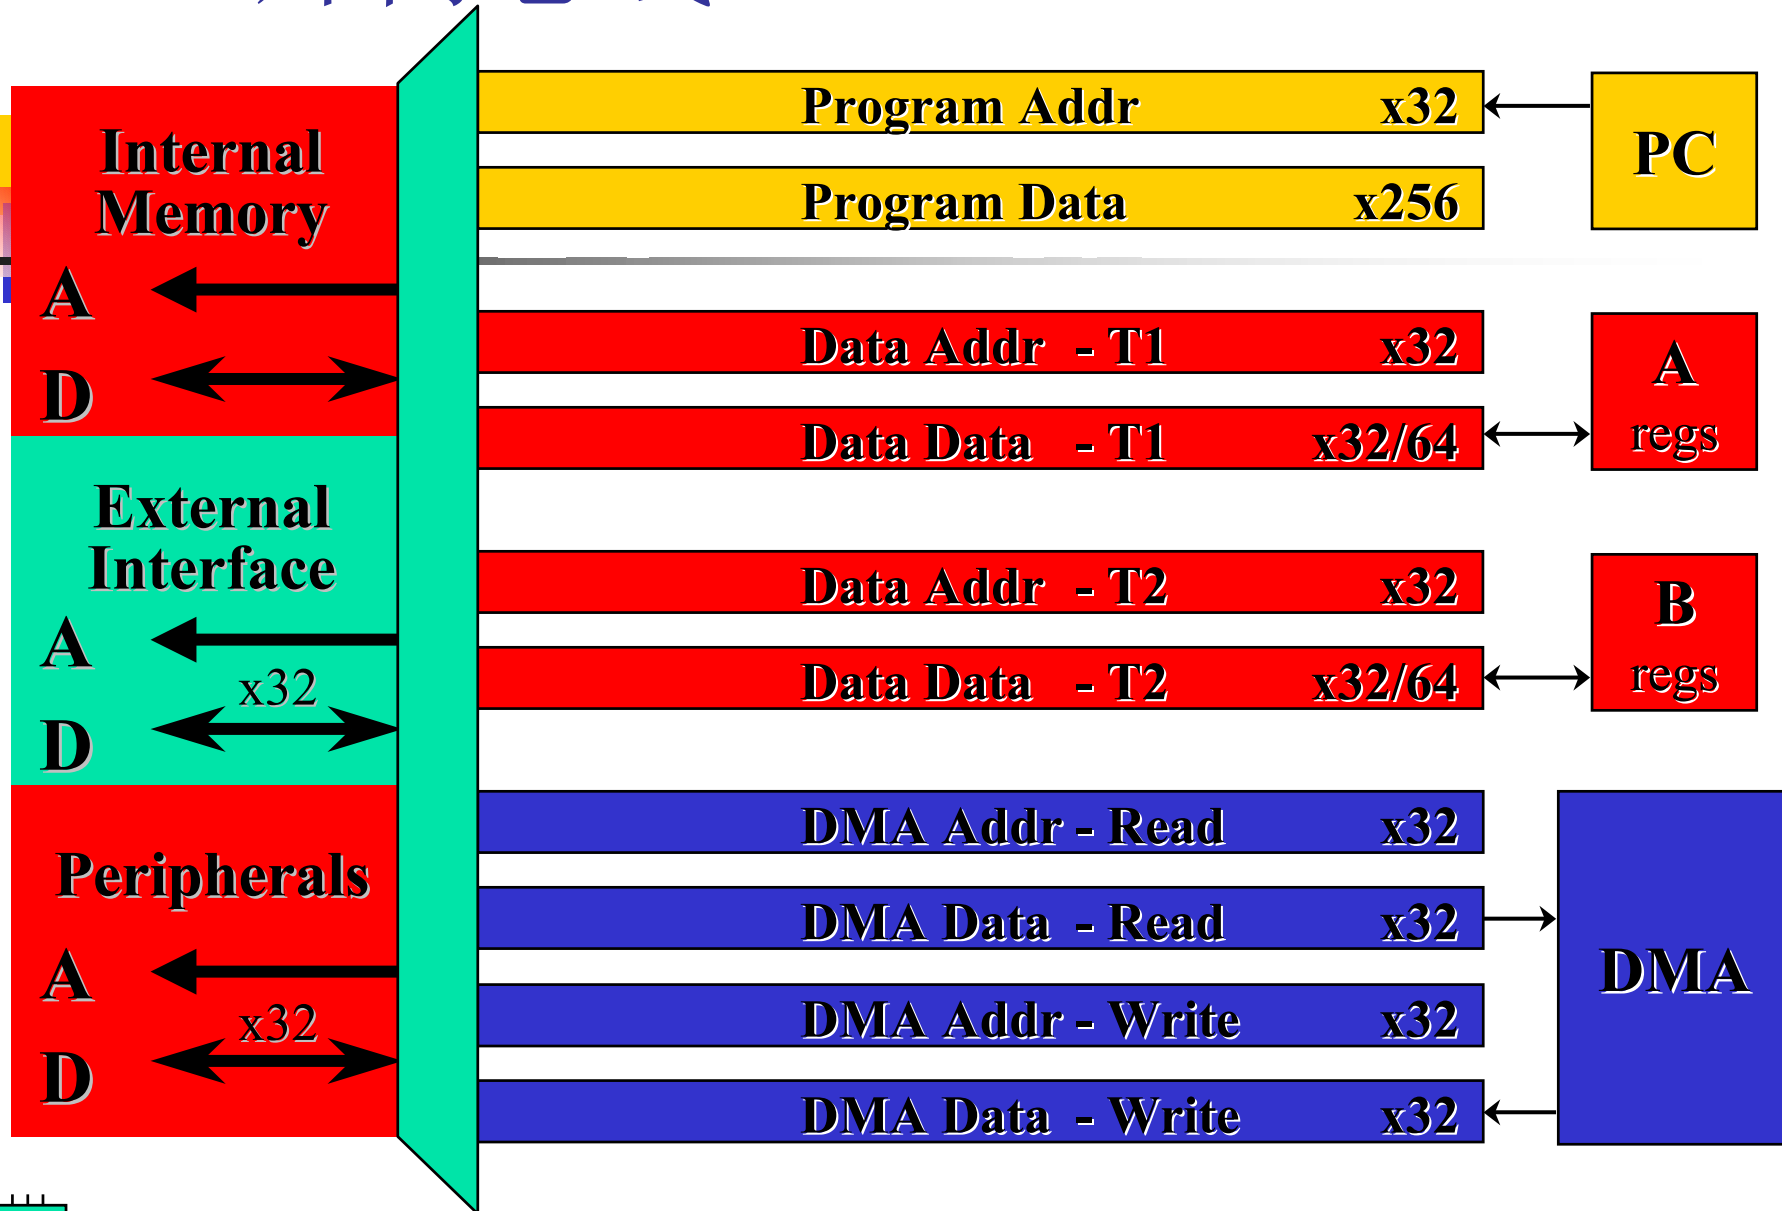 Internal
Memory
A
D
External
Interface
A
x32
D
Peripherals
A
x32
D
Program Addr x32
Program Data x256
Data Addr - T1 x32
Data Data - T1 x32/64
Data Addr - T2 x32
Data Data - T2 x32/64
DMA Addr - Read x32
DMA Data - Read x32
DMA Addr - Write x32
DMA Data - Write x32
PC
A
regs
B
regs
DMA